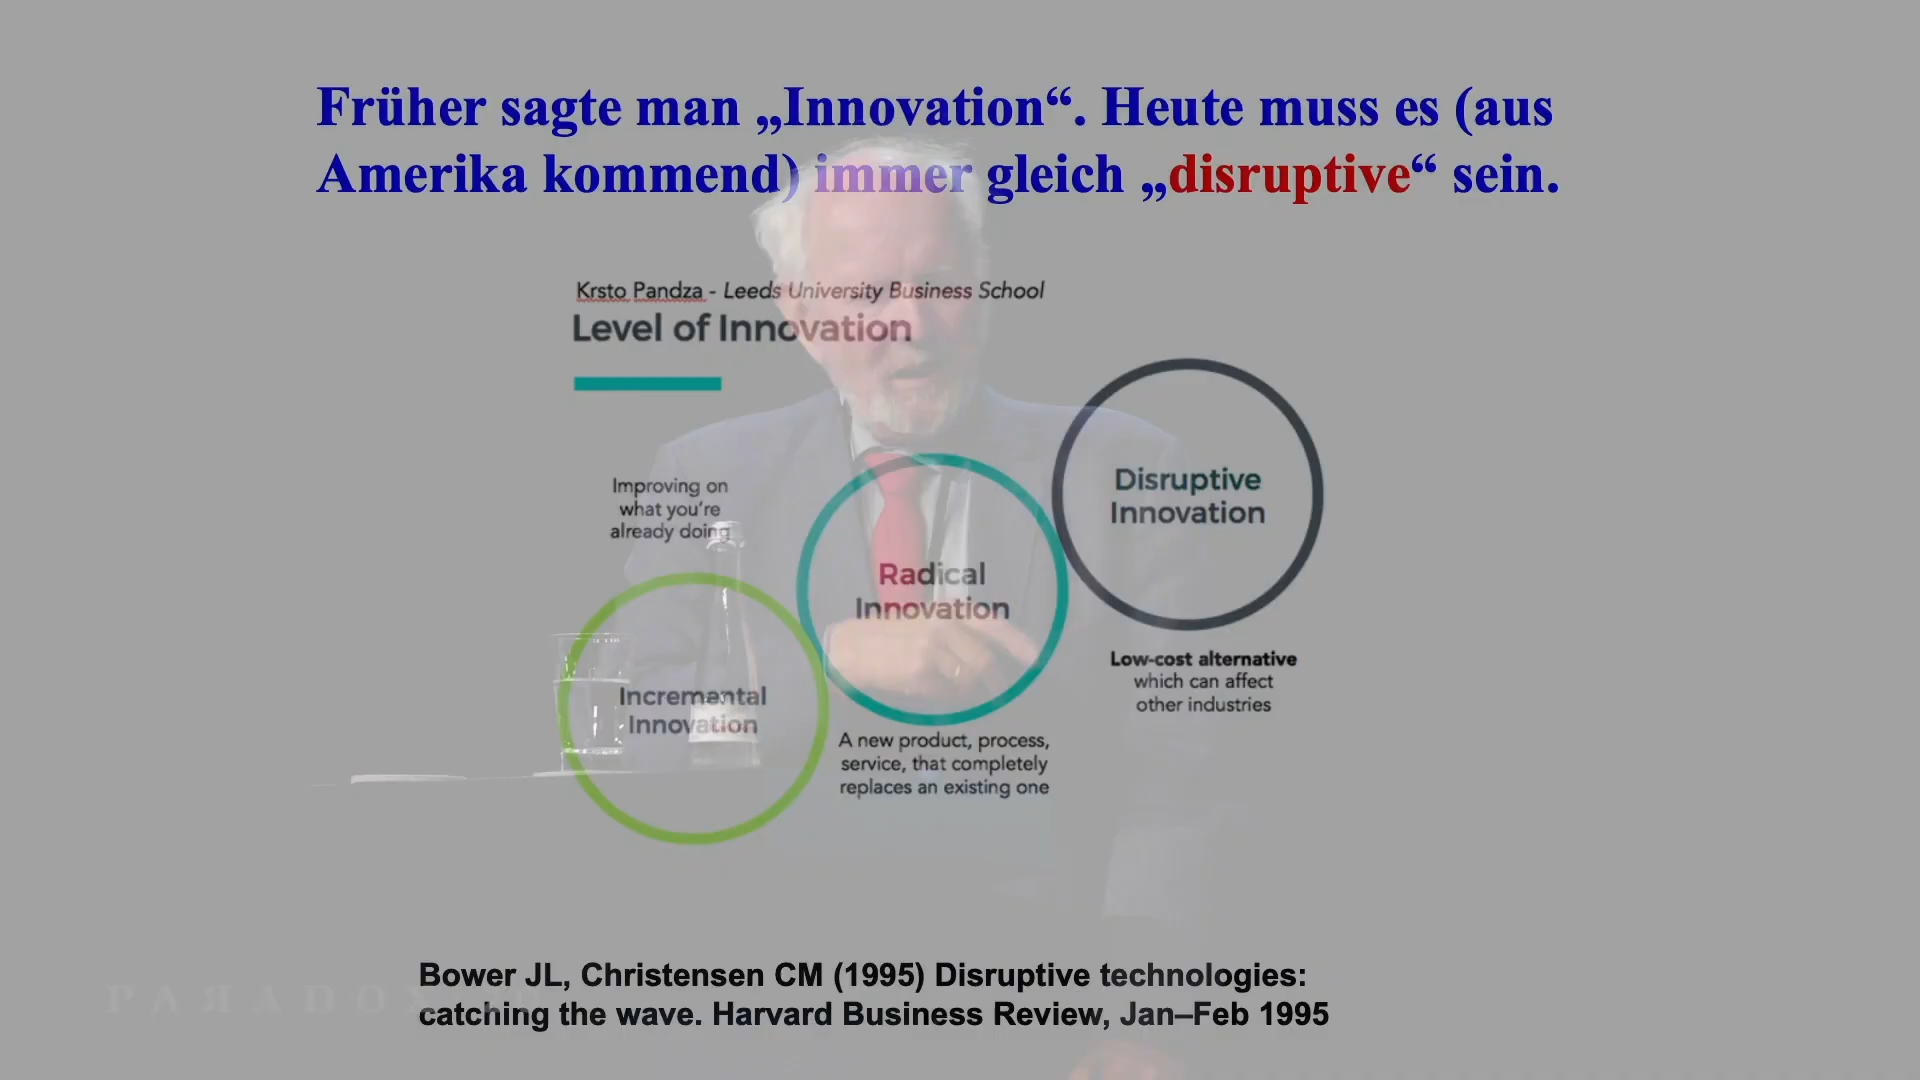 Früher sagte man „Innovation“. Heute muss es (aus
Amerika kommend) immer gleich „disruptive“ sein.
Krsto Pandza - Leeds University Business School
Level of Innovation
Improving on
what you're
already doing
Incremental
Innovation
Radical
Innovation
A new product, process,
service, that completely
replaces an existing one
Disruptive
Innovation
Low-cost alternative
which can affect
other industries
Bower JL, Christensen CM (1995) Disruptive technologies:
catching the wave. Harvard Business Review, Jan–Feb 1995